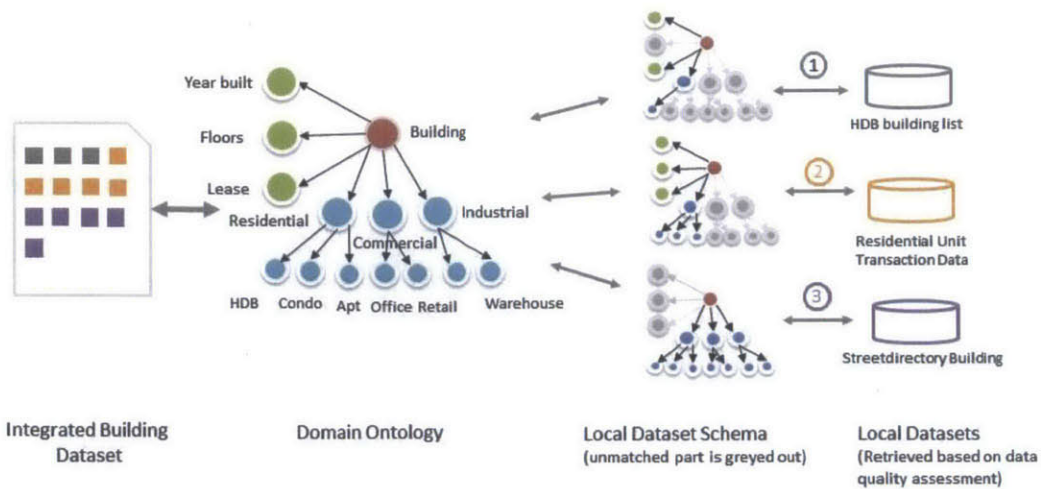 Year built
Floors
Lease
Building
Residential
Commercial
Industrial
HDB
Condo
Apt
Office
Retail
Warehouse
1
HDB building list
2
Residential Unit
Transaction Data
3
Streetdirectory Building
Integrated Building
Dataset
Domain Ontology
Local Dataset Schema
(unmatched part is greyed out)
Local Datasets
(Retrieved based on data
quality assessment)